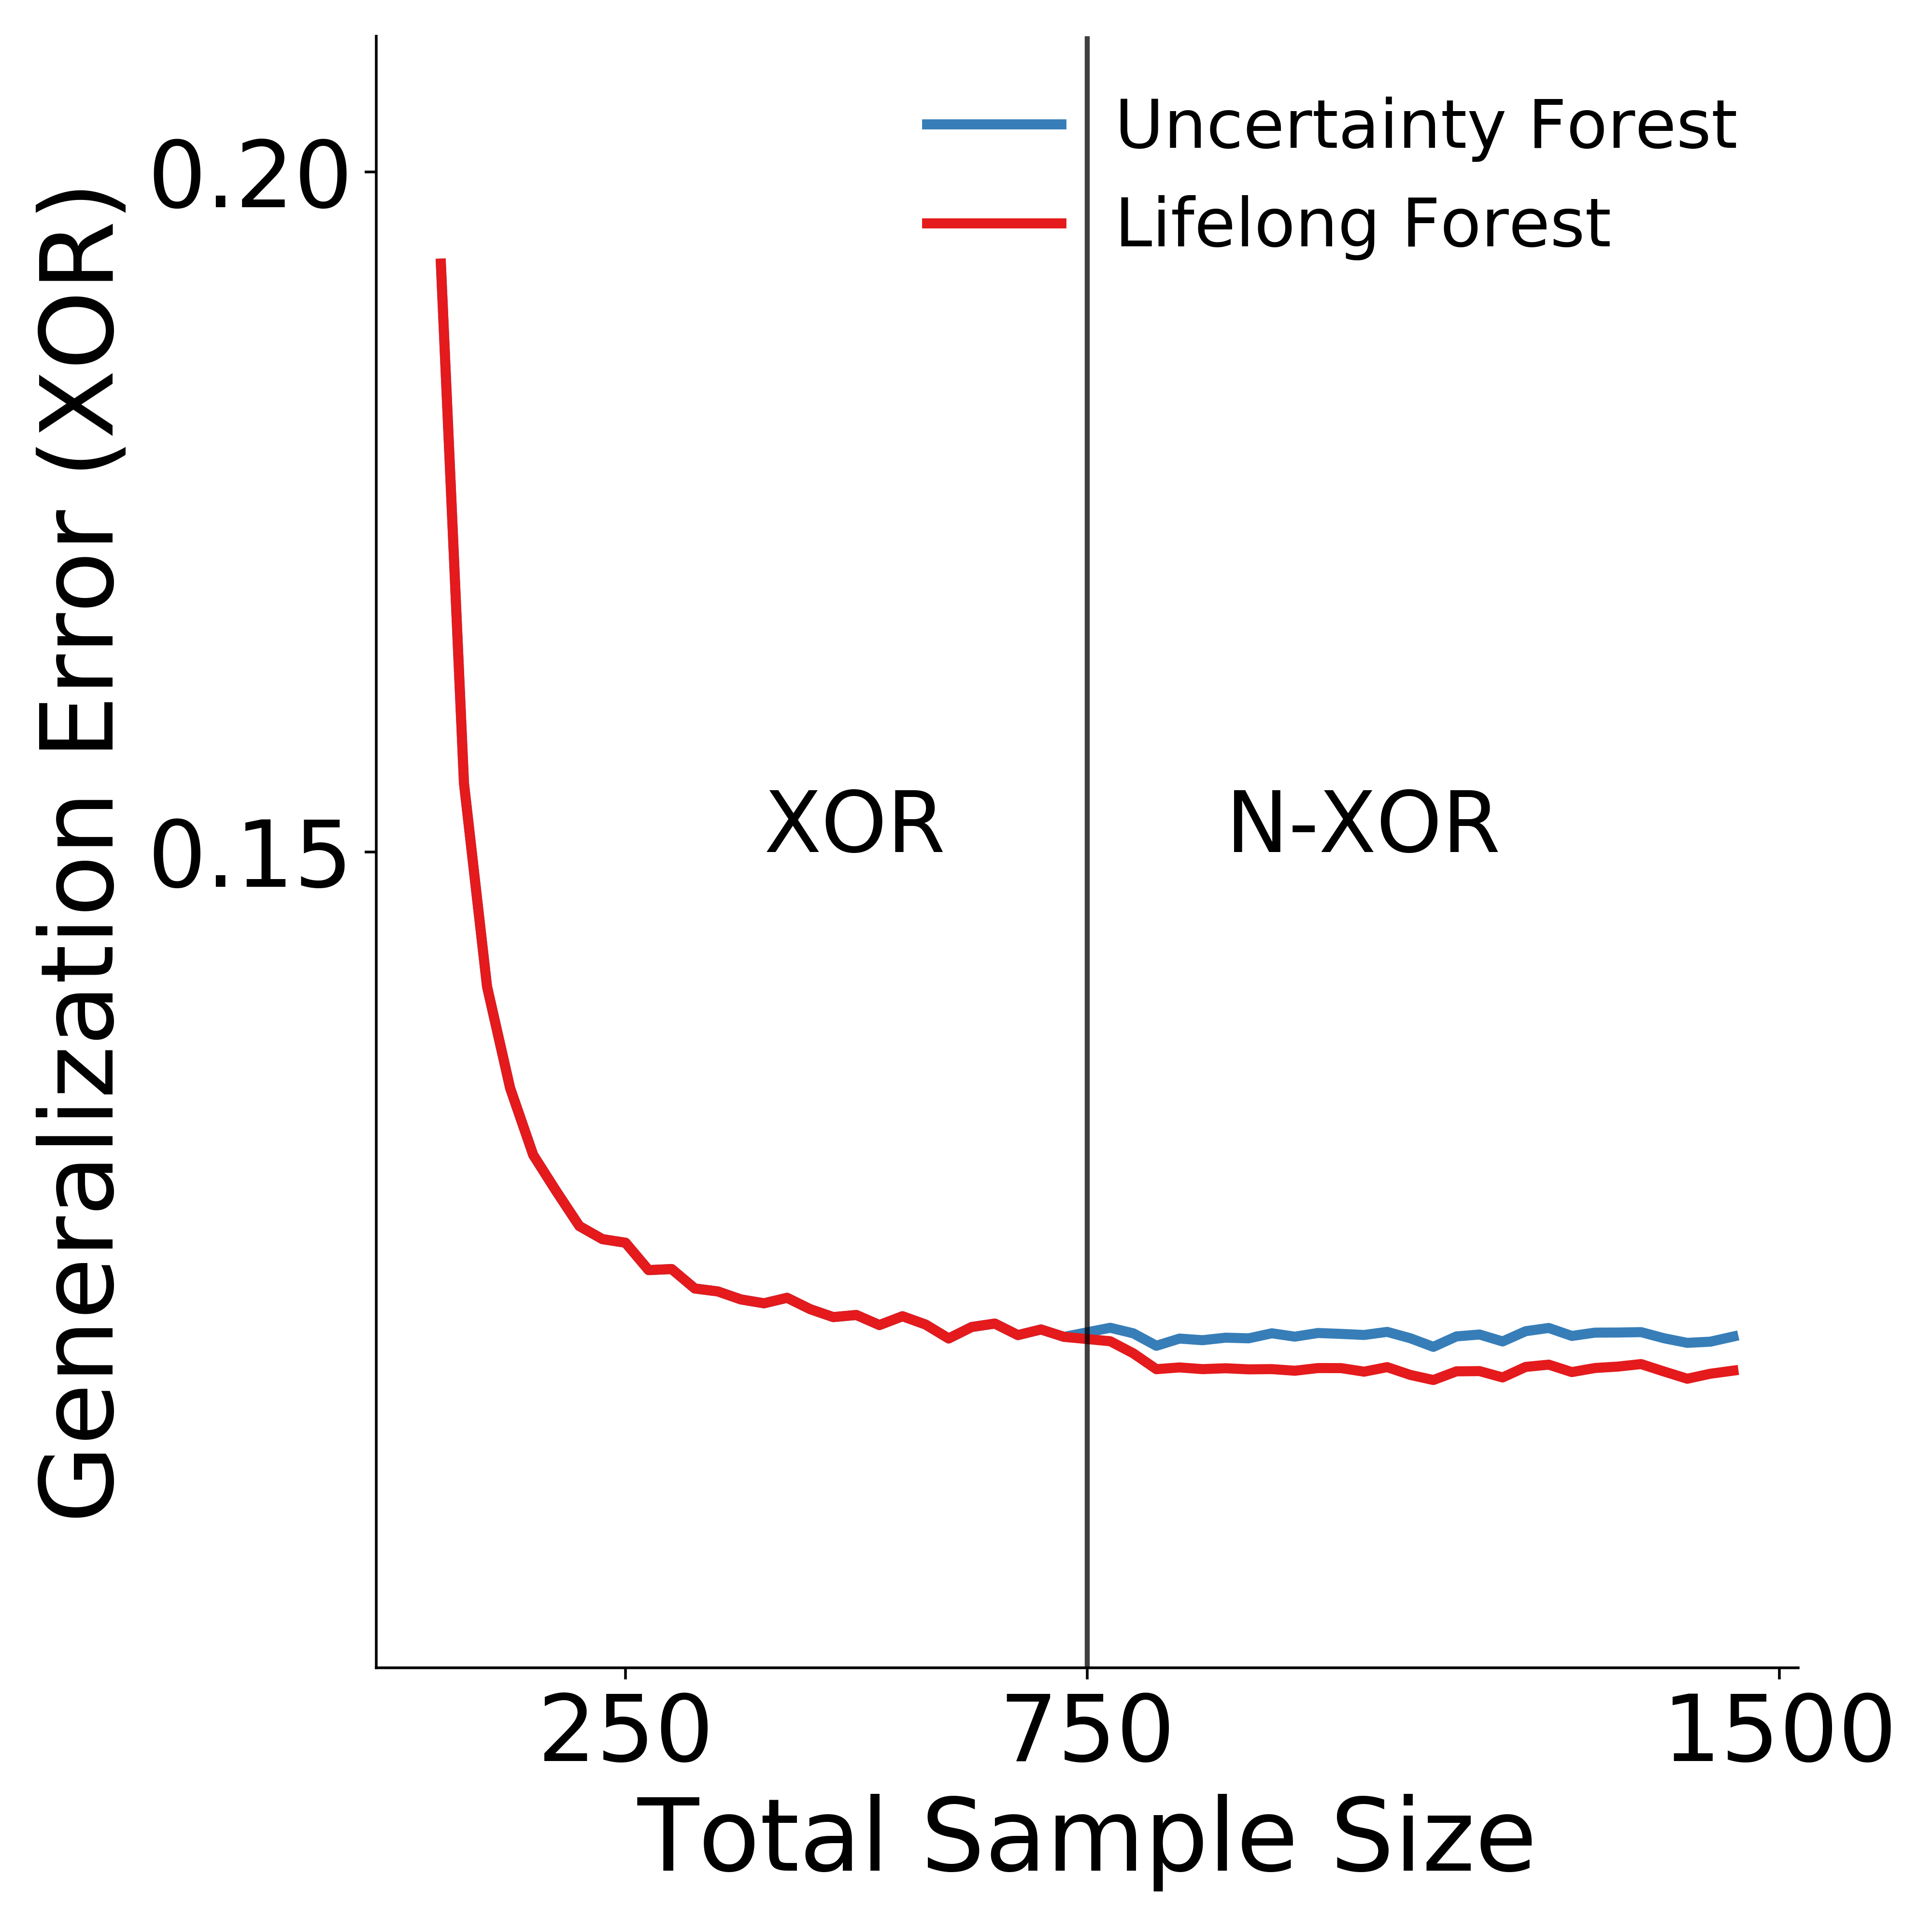 Generalization Error (XOR)
0.20
0.15
Uncertainty Forest
Lifelong Forest
XOR
N-XOR
250
750
1500
Total Sample Size